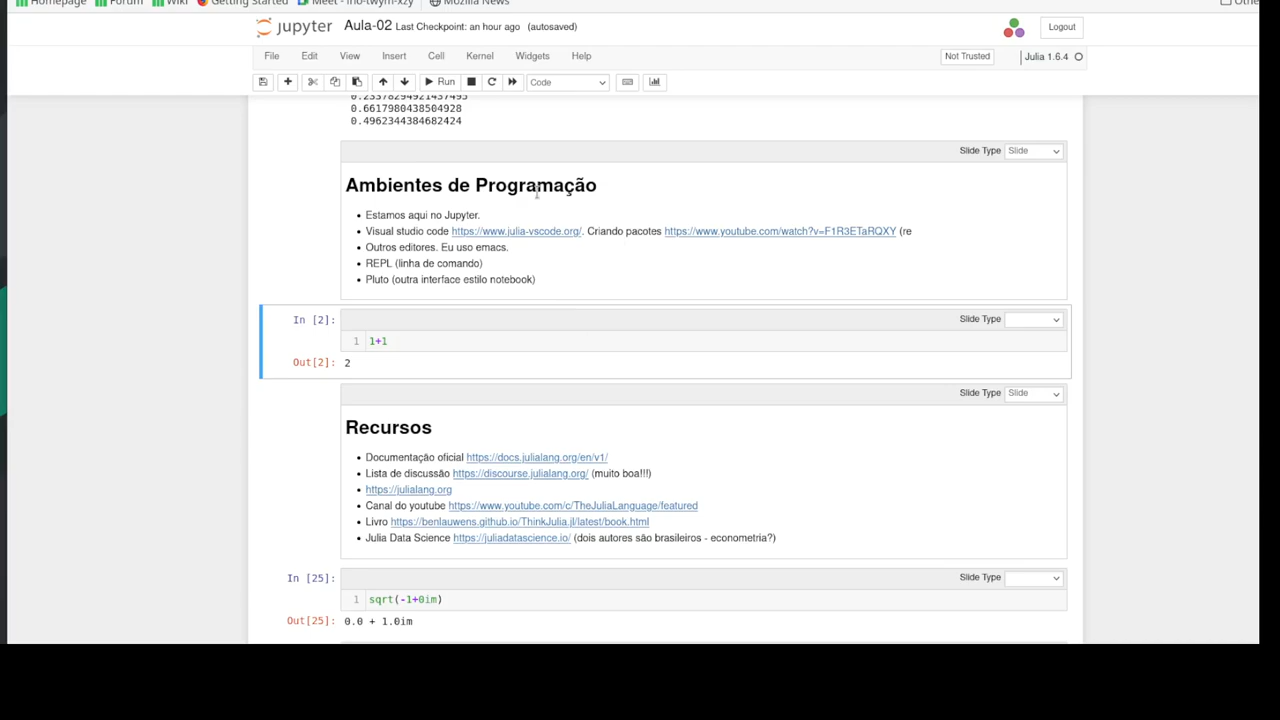 Homepage Forum Wiki Getting Started Meet - ino-twym-xzy Mozilla News Othe
jupyter Aula-02 Last Checkpoint: an hour ago (autosaved) Logout
File Edit View Insert Cell Kernel Widgets Help Not Trusted Julia 1.6.4
Run Code
0.23378294921437495
0.6617980438504928
0.4962344384682424
Slide Type Slide
Ambientes de Programação
Estamos aqui no Jupyter.
Visual studio code https://www.julia-vscode.org/. Criando pacotes https://www.youtube.com/watch?v=F1R3ETaRQXY (re
Outros editores. Eu uso emacs.
REPL (linha de comando)
Pluto (outra interface estilo notebook)
In [2]: Slide Type
1 1+1
Out[2]: 2
Slide Type Slide
Recursos
Documentação oficial https://docs.julialang.org/en/v1/
Lista de discussão https://discourse.julialang.org/ (muito boa!!!)
https://julialang.org
Canal do youtube https://www.youtube.com/c/TheJuliaLanguage/featured
Livro https://benlauwens.github.io/ThinkJulia.jl/latest/book.html
Julia Data Science https://juliadatascience.io/ (dois autores são brasileiros - econometria?)
In [25]: Slide Type
1 sqrt(-1+0im)
Out[25]: 0.0 + 1.0im